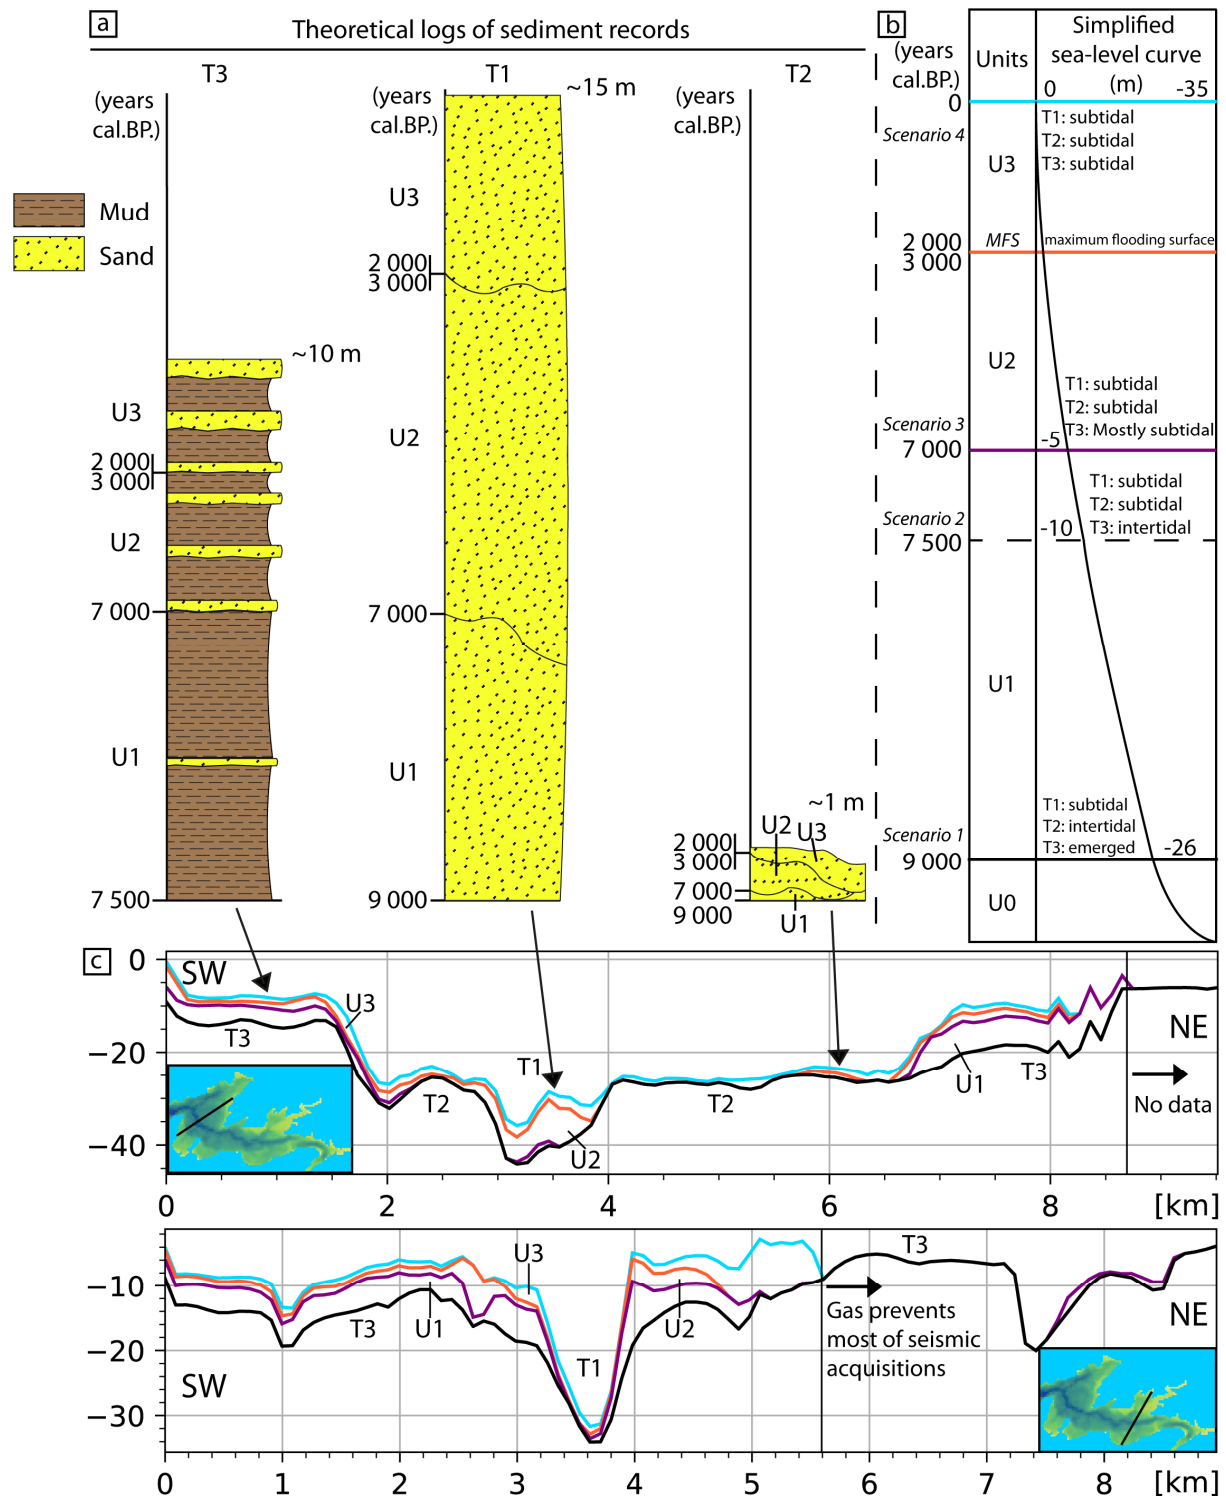 a
Theoretical logs of sediment records
T3
T1
T2
(years
cal.BP.)
(years
cal.BP.)
(years
cal.BP.)
~15 m
Mud
Sand
~10 m
U3
2 000
3 000
U2
7 000
U1
7 500
U3
2 000
3 000
U2
7 000
U1
9 000
~1 m
U2
U3
2 000
3 000
7 000
9 000
U1
b
(years
cal.BP.)
Units
Simplified
sea-level curve
(m)
0
-35
0
Scenario 4
T1: subtidal
T2: subtidal
T3: subtidal
U3
2 000
3 000
MFS
maximum flooding surface
U2
T1: subtidal
T2: subtidal
T3: Mostly subtidal
Scenario 3
7 000
-5
T1: subtidal
T2: subtidal
T3: intertidal
Scenario 2
7 500
-10
U1
T1: subtidal
T2: intertidal
T3: emerged
Scenario 1
9 000
-26
U0
c
0
−20
−40
SW
U3
T3
T2
T1
U2
T2
U1
T3
NE
No data
0
2
4
6
8
[km]
−10
−20
−30
SW
T3
U1
U3
T1
U2
T3
Gas prevents
most of seismic
acquisitions
NE
0
1
2
3
4
5
6
7
8
[km]